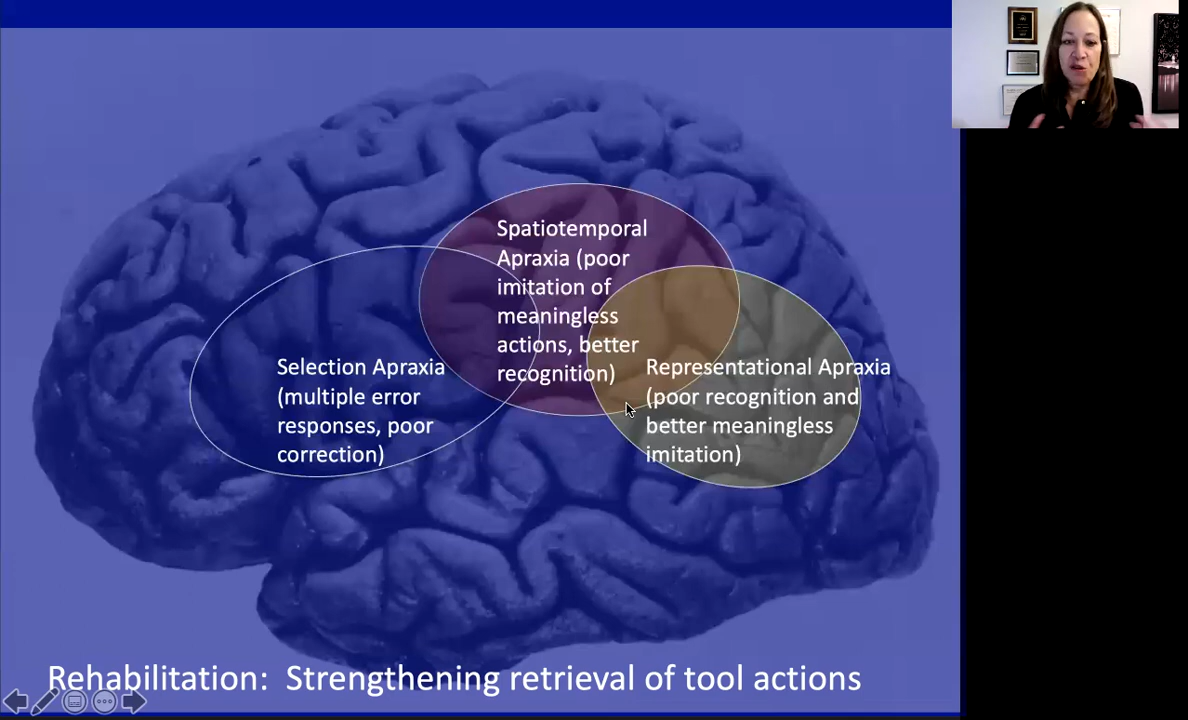 Spatiotemporal
Apraxia (poor
imitation of
meaningless
actions, better
recognition)
Selection Apraxia
(multiple error
responses, poor
correction)
Representational Apraxia
(poor recognition and
better meaningless
imitation)
Rehabilitation: Strengthening retrieval of tool actions